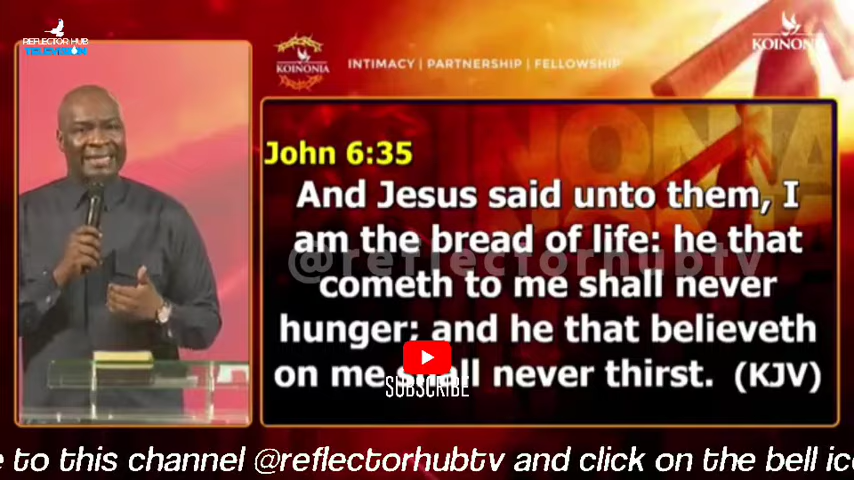 REFLECTOR HUB
TELEVISION
KOINONIA
INTIMACY | PARTNERSHIP | FELLOWSHIP
KOINONIA
John 6:35
And Jesus said unto them, I
am the bread of life: he that
@reflectorhubtv
cometh to me shall never
hunger; and he that believeth
on me shall never thirst. (KJV)
SUBSCRIBE
e to this channel @reflectorhubtv and click on the bell ico